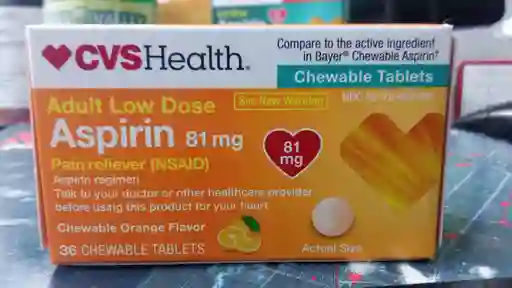 CVSHealth®
Compare to the active ingredient
in Bayer® Chewable Aspirin†
Chewable Tablets
Adult Low Dose
See New Warning
Aspirin 81 mg
81
mg
Pain reliever (NSAID)
Aspirin regimen
Talk to your doctor or other healthcare provider
before using this product for your heart
Chewable Orange Flavor
36 CHEWABLE TABLETS
Actual Size